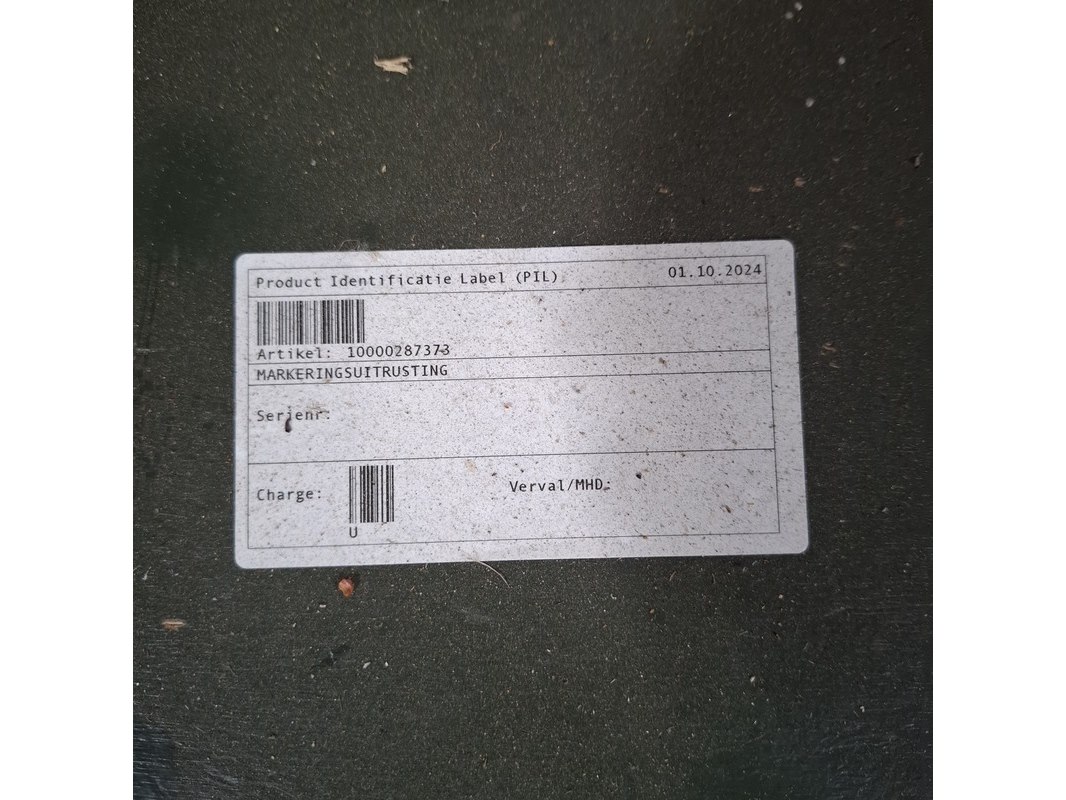 Product Identificatie Label (PIL) 01.10.2024
Artikel: 10000287373
MARKERINGSUITRUSTING
Serienr:
Charge: Verval/MHD:
U